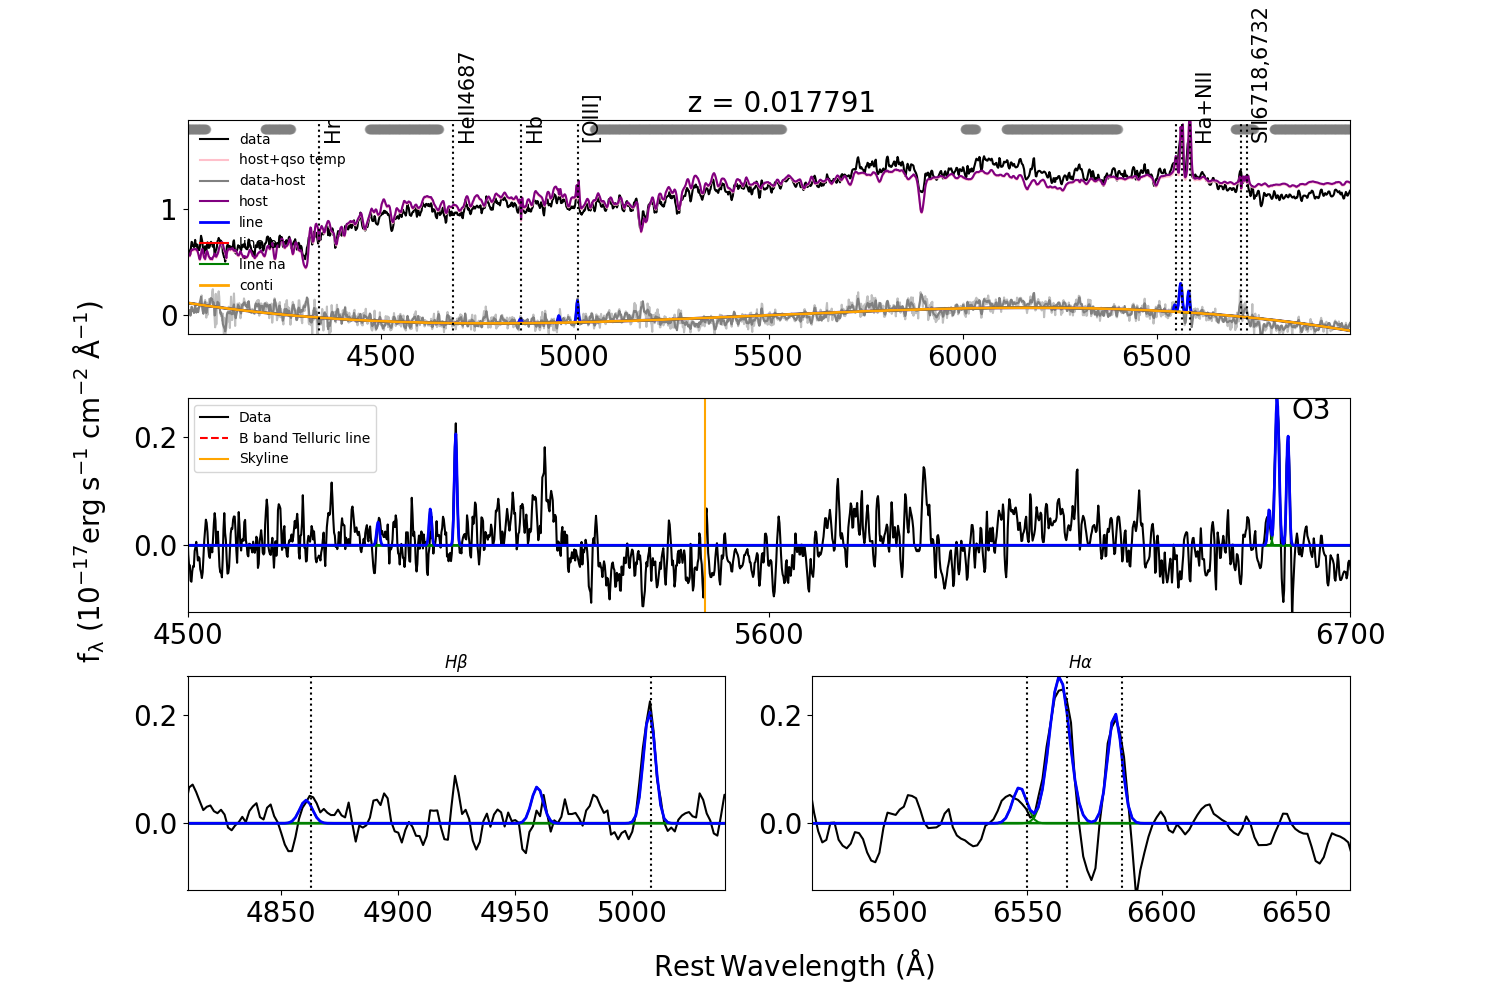 z = 0.017791
Hr
HeII4687
Hb
[OIII]
Ha+NII
SII6718,6732
data
host+qso temp
data-host
host
line
line na
conti
1
0
4500
5000
5500
6000
6500
f_λ (10^{-17}erg s^{-1} cm^{-2} Å^{-1})
Data
B band Telluric line
Skyline
O3
0.2
0.0
4500
5600
6700
Hβ
0.2
0.0
4850
4900
4950
5000
Hα
0.2
0.0
6500
6550
6600
6650
Rest Wavelength (Å)